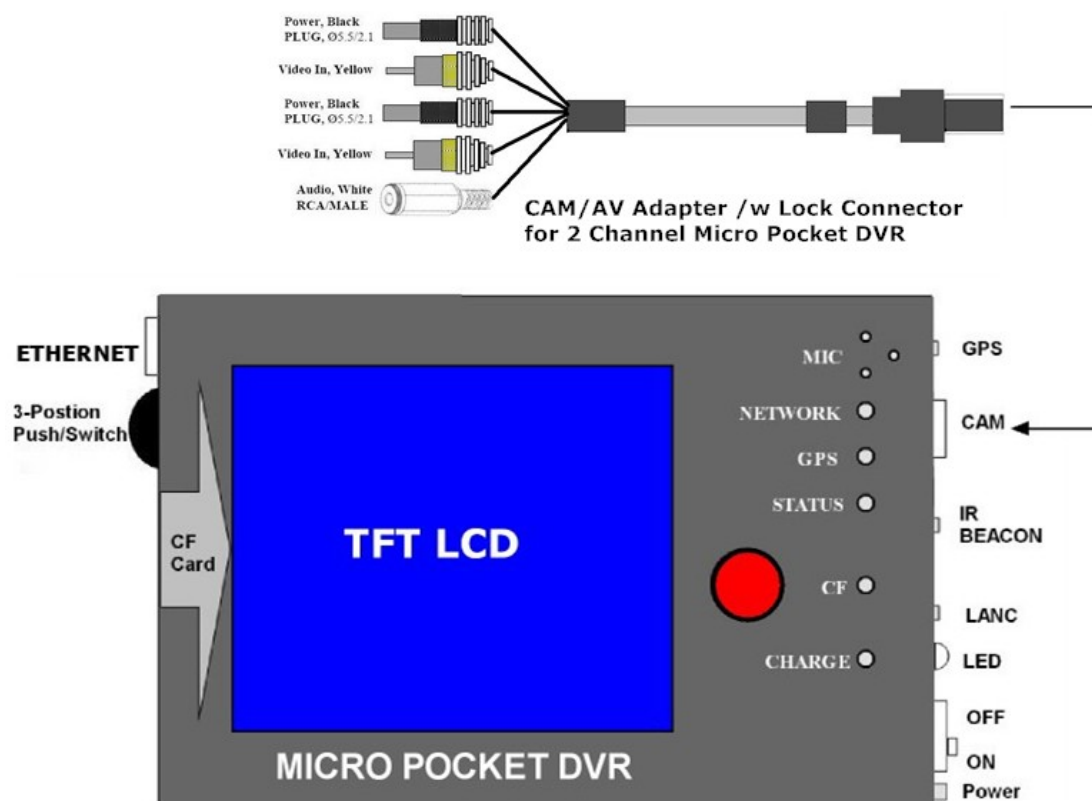 Power, Black
PLUG, Ø5.5/2.1
Video In, Yellow
Power, Black
PLUG, Ø5.5/2.1
Video In, Yellow
Audio, White
RCA/MALE
CAM/AV Adapter /w Lock Connector
for 2 Channel Micro Pocket DVR
ETHERNET
3-Postion
Push/Switch
CF
Card
TFT LCD
MICRO POCKET DVR
MIC
NETWORK
GPS
STATUS
CF
CHARGE
GPS
CAM
IR
BEACON
LANC
LED
OFF
ON
Power